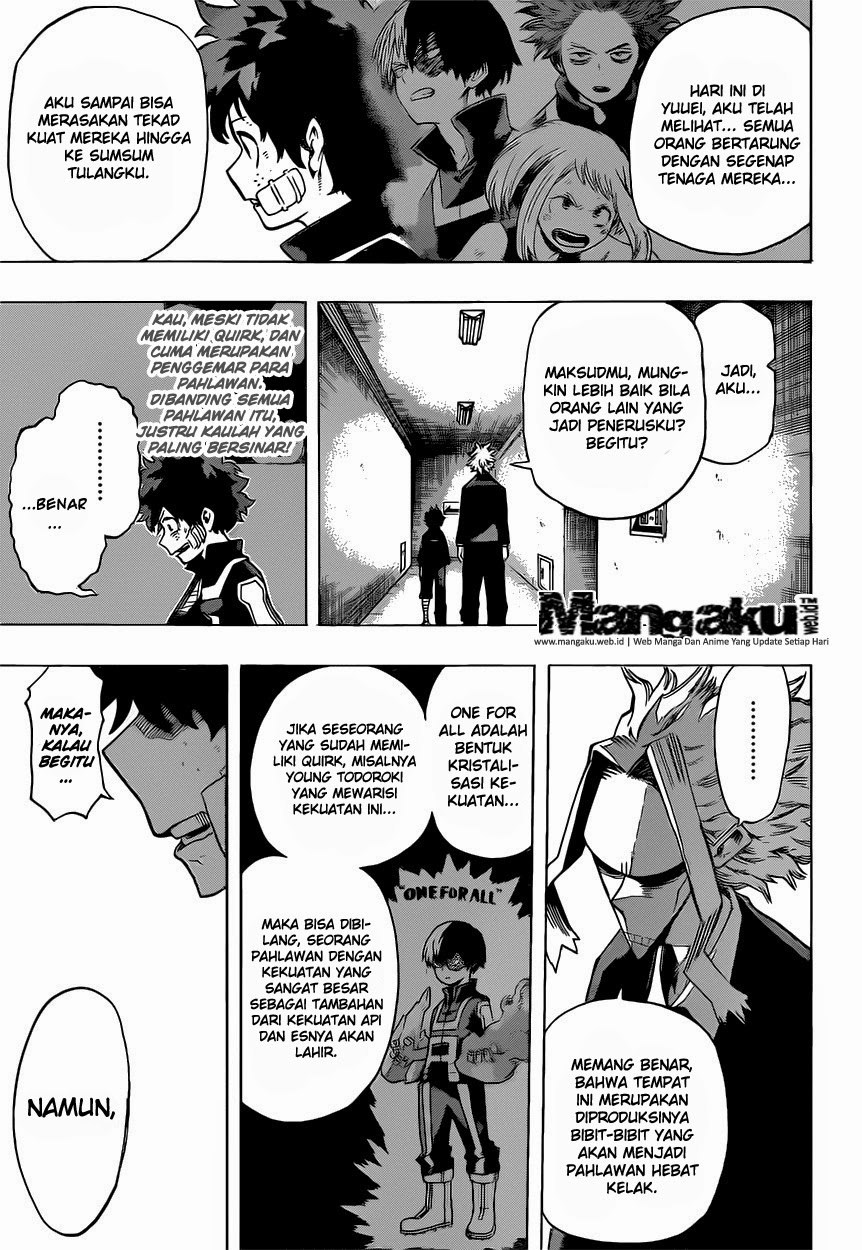 HARI INI DI
YUUEI, AKU TELAH
MELIHAT... SEMUA
ORANG BERTARUNG
DENGAN SEGENAP
TENAGA MEREKA...
AKU SAMPAI BISA
MERASAKAN TEKAD
KUAT MEREKA HINGGA
KE SUMSUM
TULANGKU.
JADI,
AKU...
MAKSUDMU, MUNG-
KIN LEBIH BAIK BILA
ORANG LAIN YANG
JADI PENERUSKU?
BEGITU?
KAU, MESKI TIDAK
MEMILIKI QUIRK, DAN
CUMA MERUPAKAN
PENGGEMAR PARA
PAHLAWAN.
DIBANDING SEMUA
PAHLAWAN ITU,
JUSTRU KAULAH YANG
PALING BERSINAR!
..........
...BENAR
...
Mangaku
web.id™
www.mangaku.web.id | Web Manga Dan Anime Yang Update Setiap Hari
..........
MEMANG BENAR,
BAHWA TEMPAT
INI MERUPAKAN
DIPRODUKSINYA
BIBIT-BIBIT YANG
AKAN MENJADI
PAHLAWAN HEBAT
KELAK.
ONE FOR
ALL ADALAH
BENTUK
KRISTALI-
SASI KE-
KUATAN...
JIKA SESEORANG
YANG SUDAH MEMI-
LIKI QUIRK, MISALNYA
YOUNG TODOROKI
YANG MEWARISI
KEKUATAN INI...
"ONE FOR ALL"
MAKA BISA DIBI-
LANG, SEORANG
PAHLAWAN DENGAN
KEKUATAN YANG
SANGAT BESAR
SEBAGAI TAMBAHAN
DARI KEKUATAN API
DAN ESNYA AKAN
LAHIR.
MAKA-
NYA,
KALAU
BEGITU
...
NAMUN,